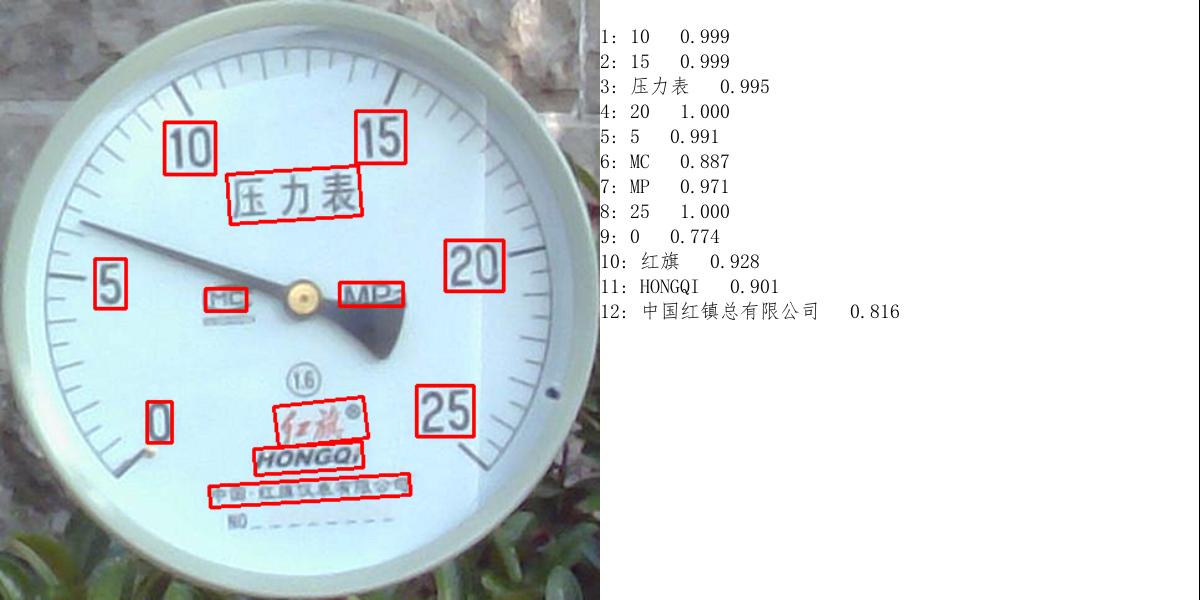 10
15
压力表
20
5
MC
MPa
1.6
25
0
红旗®
HONGQI
中国·红旗仪表有限公司
NO
1: 10 0.999
2: 15 0.999
3: 压力表 0.995
4: 20 1.000
5: 5 0.991
6: MC 0.887
7: MP 0.971
8: 25 1.000
9: 0 0.774
10: 红旗 0.928
11: HONGQI 0.901
12: 中国红镇总有限公司 0.816